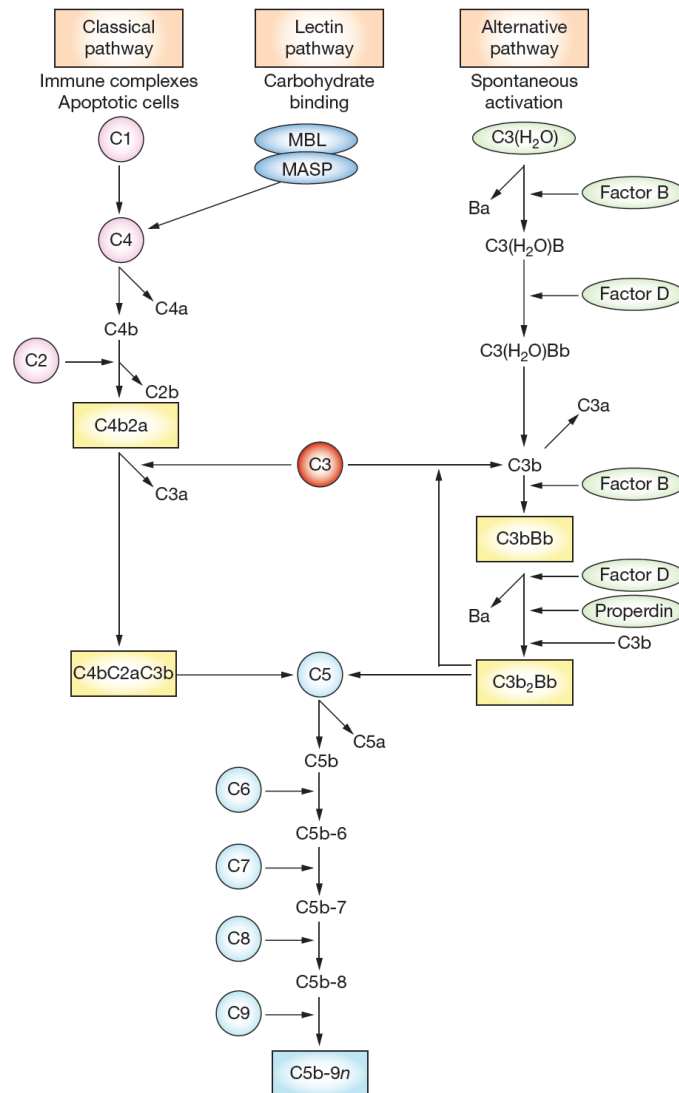 Classical
pathway
Lectin
pathway
Alternative
pathway
Immune complexes
Apoptotic cells
Carbohydrate
binding
Spontaneous
activation
C1
MBL
MASP
C3(H₂O)
Ba
Factor B
C4
C3(H₂O)B
C4a
Factor D
C4b
C2
C3(H₂O)Bb
C2b
C4b2a
C3a
C3
C3b
C3a
Factor B
C3bBb
Factor D
Ba
Properdin
C3b
C4bC2aC3b
C5
C3b₂Bb
C5a
C5b
C6
C5b-6
C7
C5b-7
C8
C5b-8
C9
C5b-9n